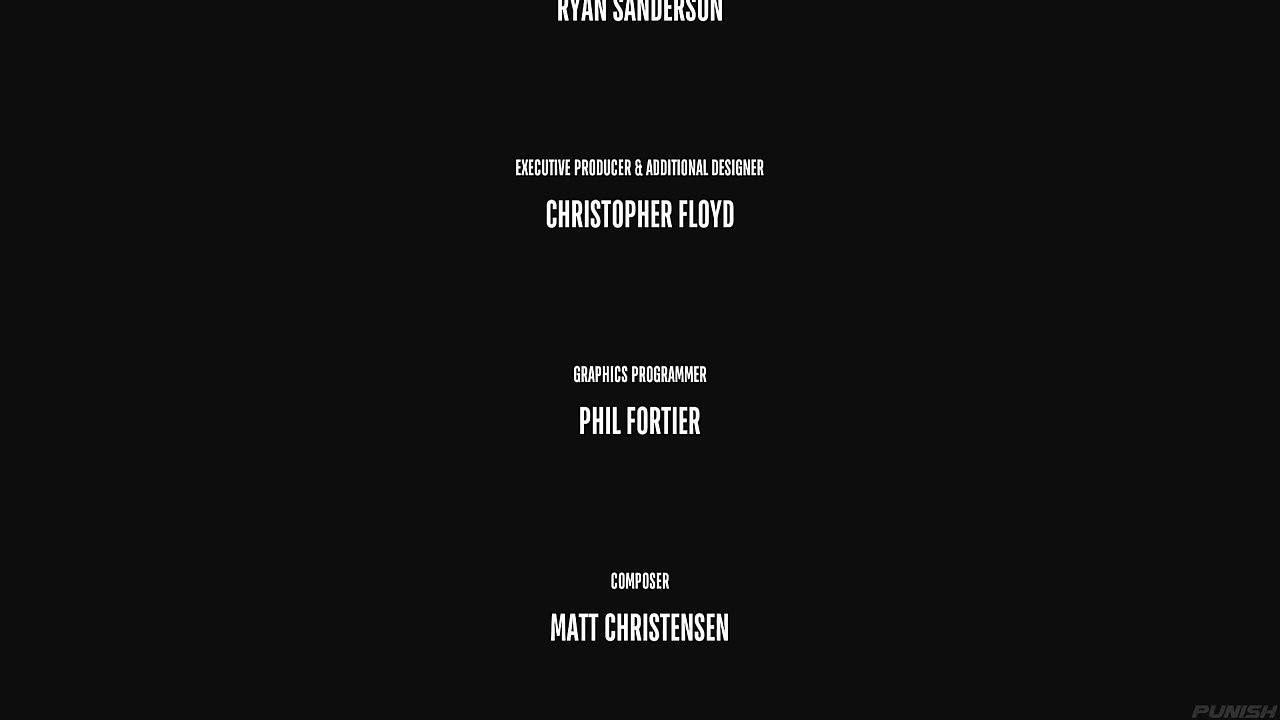 RYAN SANDERSON
EXECUTIVE PRODUCER & ADDITIONAL DESIGNER
CHRISTOPHER FLOYD
GRAPHICS PROGRAMMER
PHIL FORTIER
COMPOSER
MATT CHRISTENSEN
PUNISH